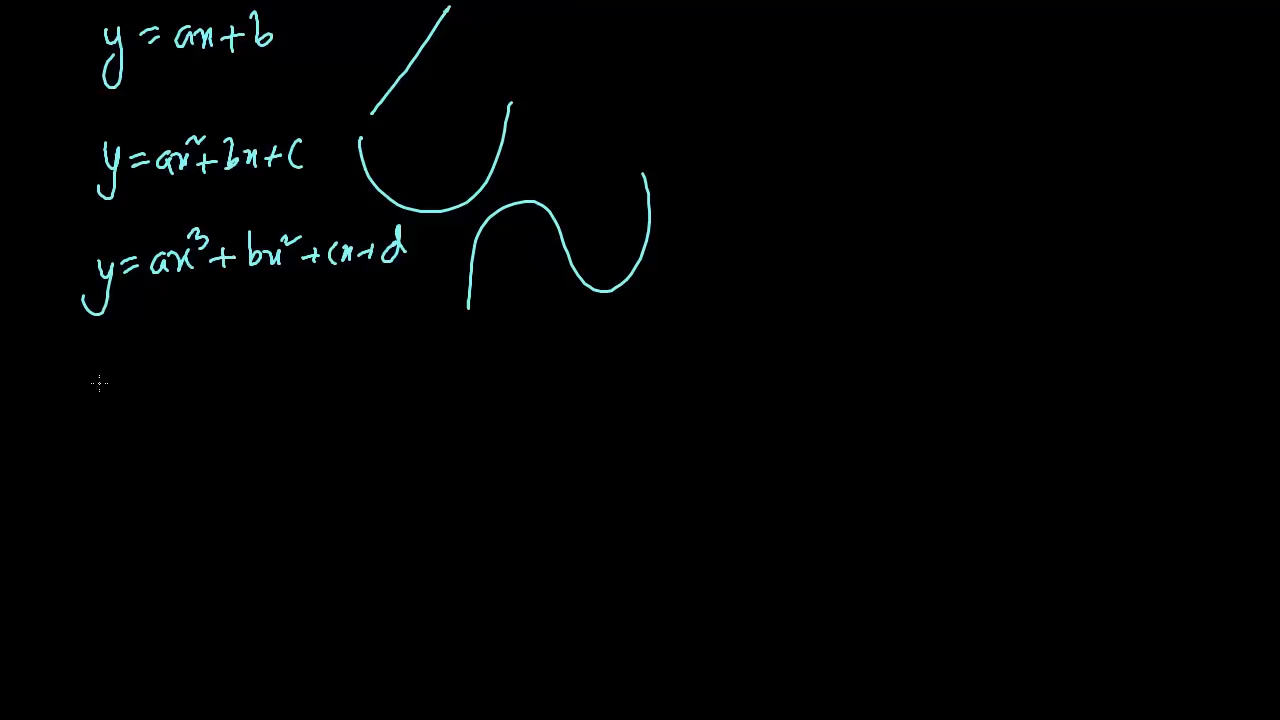 y = ax + b
y = ax² + bx + c
y = ax³ + bx² + cx + d